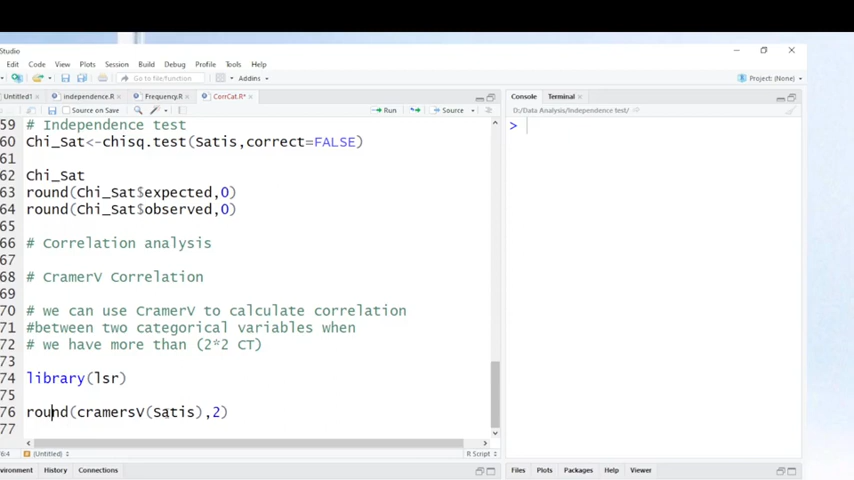 Studio
Edit Code View Plots Session Build Debug Profile Tools Help
Go to file/function Addins Project: (None)
Untitled1 independence.R Frequency.R CorrCat.R*
Source on Save Run Source
59 # Independence test
60 Chi_Sat<-chisq.test(Satis,correct=FALSE)
61
62 Chi_Sat
63 round(Chi_Sat$expected,0)
64 round(Chi_Sat$observed,0)
65
66 # Correlation analysis
67
68 # CramerV Correlation
69
70 # we can use CramerV to calculate correlation
71 #between two categorical variables when
72 # we have more than (2*2 CT)
73
74 library(lsr)
75
76 round(cramersV(Satis),2)
77
76:4 (Untitled) R Script
Environment History Connections
Console Terminal
D:/Data Analysis/Independence test/
>
Files Plots Packages Help Viewer